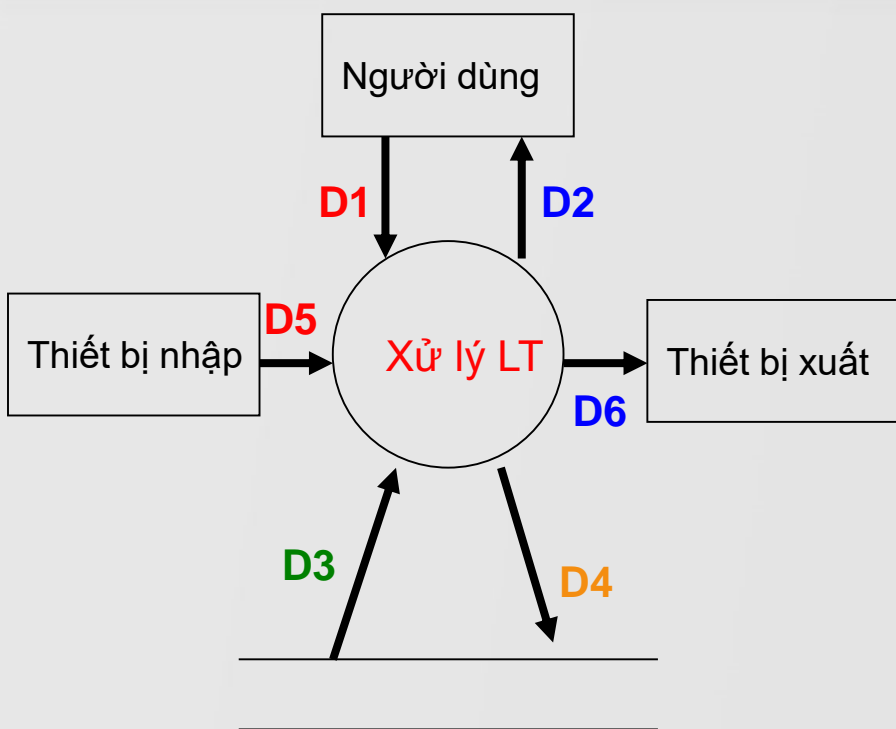 Người dùng
D1
D2
Thiết bị nhập
D5
Xử lý LT
D6
Thiết bị xuất
D3
D4